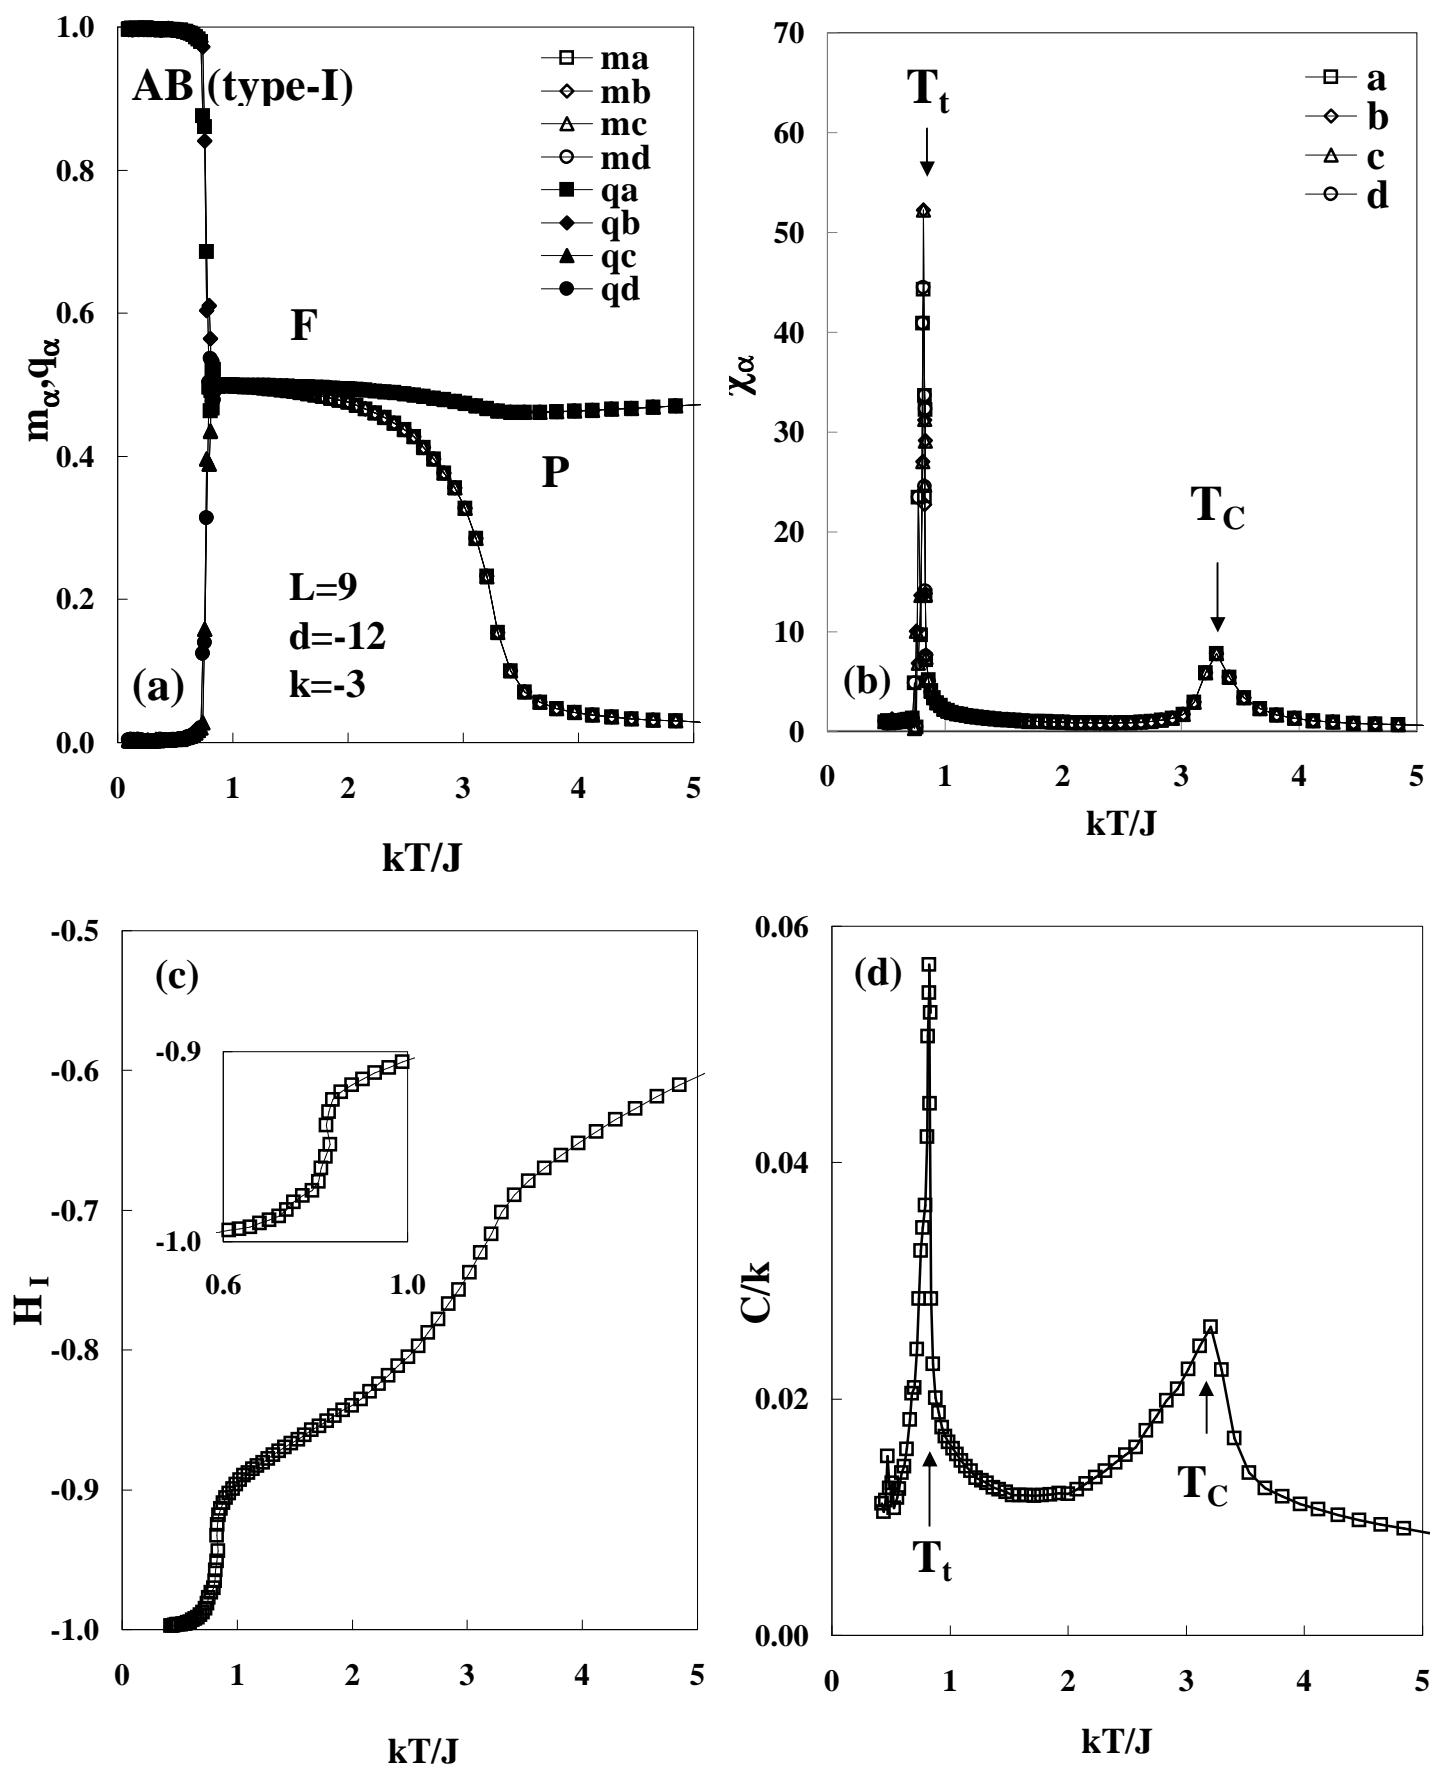 1.0
0.8
0.6
0.4
0.2
0.0
0
1
2
3
4
5
mα,qα
kT/J
AB (type-I)
ma
mb
mc
md
qa
qb
qc
qd
F
P
L=9
d=-12
k=-3
(a)
70
60
50
40
30
20
10
0
0
1
2
3
4
5
χα
kT/J
Tt
TC
a
b
c
d
(b)
-0.5
-0.6
-0.7
-0.8
-0.9
-1.0
0
1
2
3
4
5
HI
kT/J
(c)
-0.9
-1.0
0.6
1.0
0.06
0.04
0.02
0.00
0
1
2
3
4
5
C/k
kT/J
(d)
TC
Tt